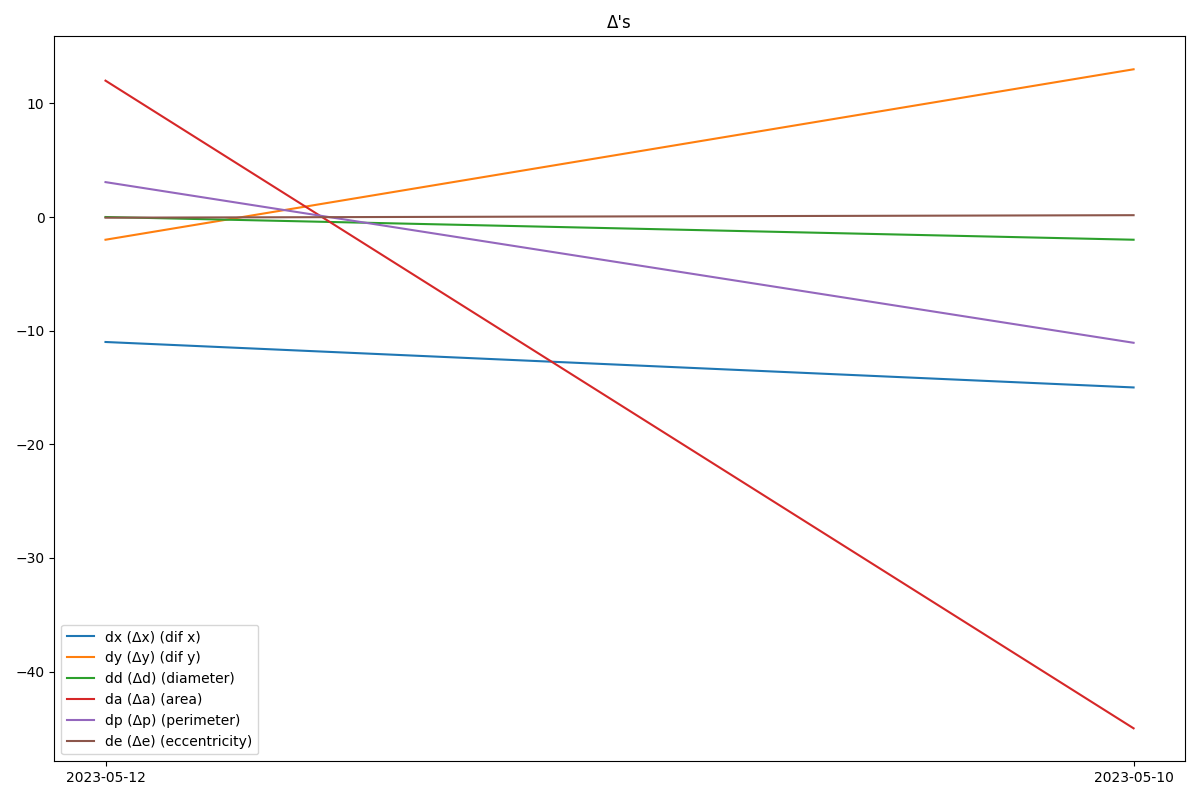 Δ's
10
0
−10
−20
−30
−40
dx (Δx) (dif x)
dy (Δy) (dif y)
dd (Δd) (diameter)
da (Δa) (area)
dp (Δp) (perimeter)
de (Δe) (eccentricity)
2023-05-12 2023-05-10